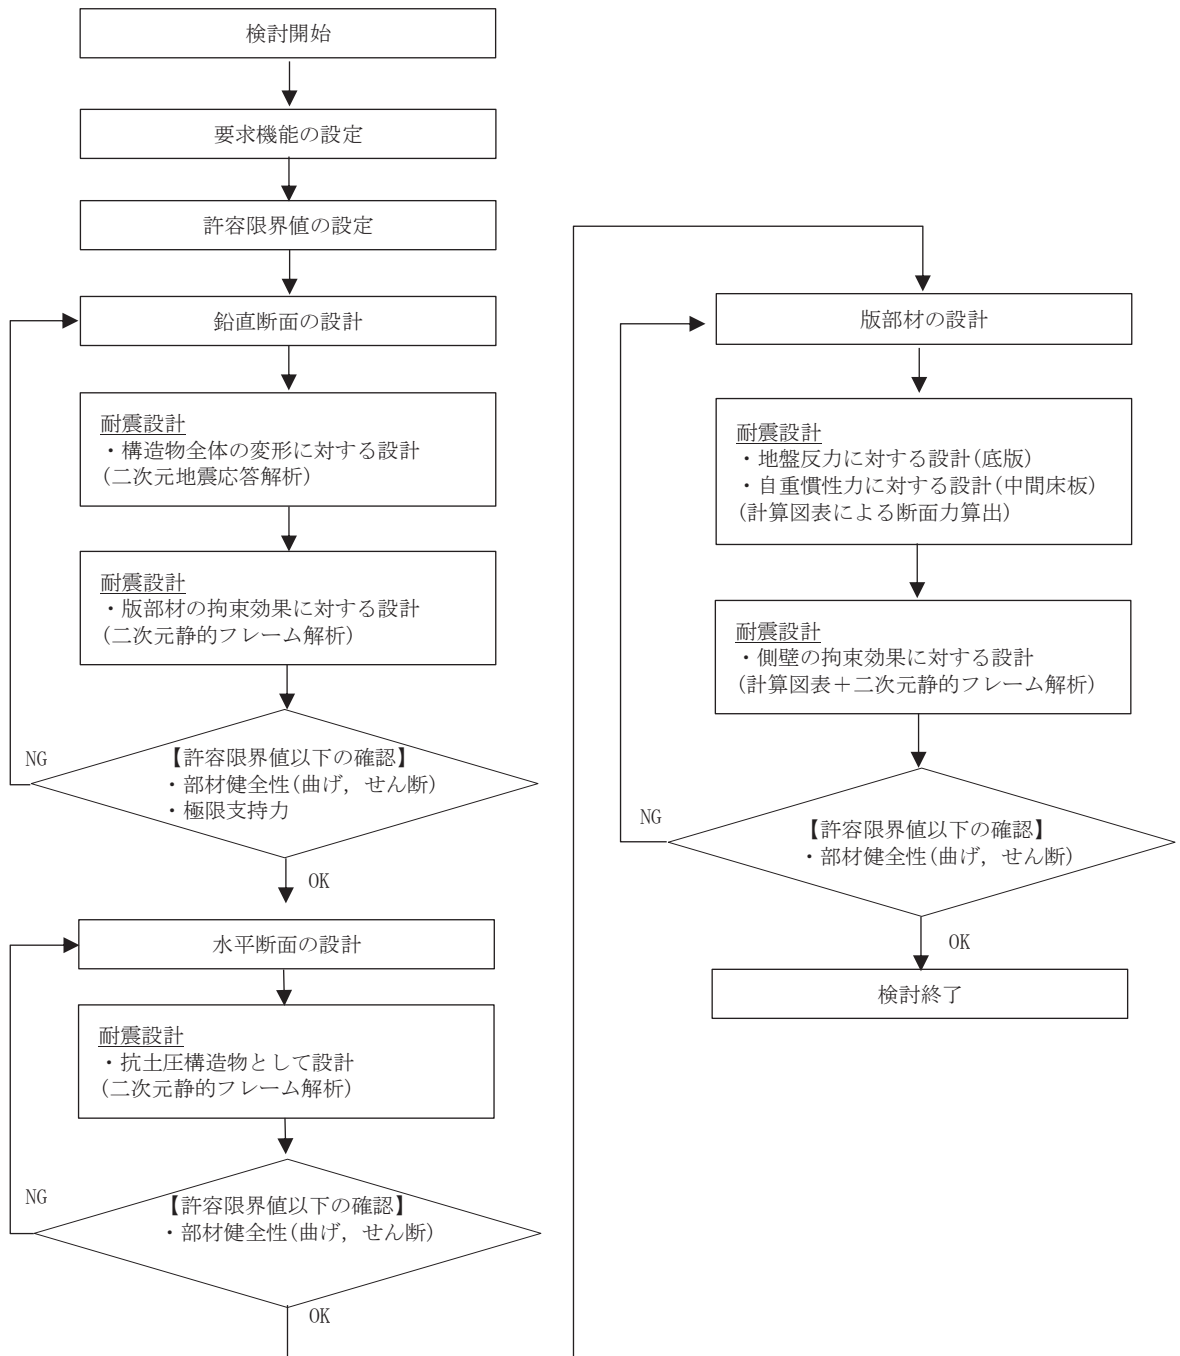 検討開始
要求機能の設定
許容限界値の設定
鉛直断面の設計
耐震設計
・構造物全体の変形に対する設計
(二次元地震応答解析)
耐震設計
・版部材の拘束効果に対する設計
(二次元静的フレーム解析)
NG
【許容限界値以下の確認】
・部材健全性(曲げ，せん断)
・極限支持力
OK
水平断面の設計
耐震設計
・抗土圧構造物として設計
(二次元静的フレーム解析)
NG
【許容限界値以下の確認】
・部材健全性(曲げ，せん断)
OK
版部材の設計
耐震設計
・地盤反力に対する設計(底版)
・自重慣性力に対する設計(中間床板)
(計算図表による断面力算出)
耐震設計
・側壁の拘束効果に対する設計
(計算図表＋二次元静的フレーム解析)
NG
【許容限界値以下の確認】
・部材健全性(曲げ，せん断)
OK
検討終了